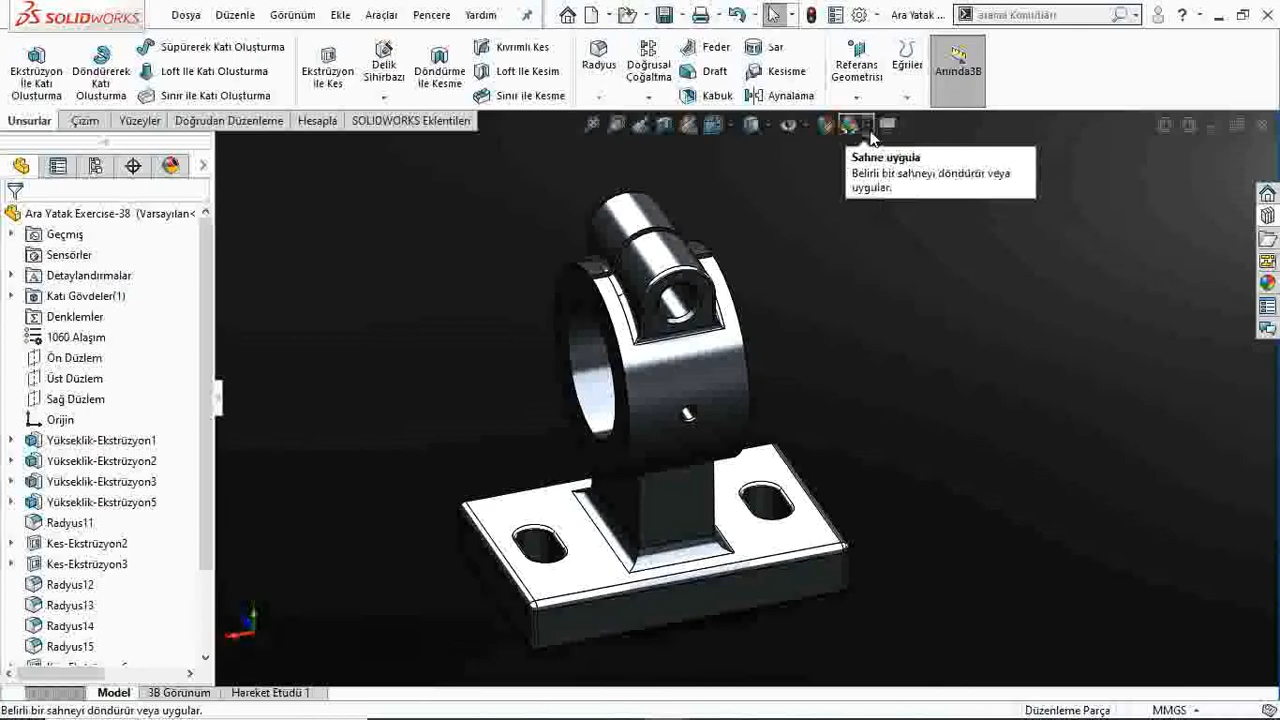 SOLIDWORKS
Dosya Düzenle Görünüm Ekle Araçlar Pencere Yardım
Ara Yatak ...
arama Komutları
Ekstrüzyon ile Katı Oluşturma
Döndürerek Katı Oluşturma
Süpürerek Katı Oluşturma
Loft İle Katı Oluşturma
Sınır ile Katı Oluşturma
Ekstrüzyon ile Kes
Delik Sihirbazı
Döndürme ile Kesme
Kıvrımlı Kes
Loft ile Kesim
Sınır ile Kesme
Radyus
Doğrusal Çoğaltma
Feder
Draft
Kabuk
Sar
Kesişme
Aynalama
Referans Geometrisi
Eğriler
Anında3B
Unsurlar Çizim Yüzeyler Doğrudan Düzenleme Hesapla SOLIDWORKS Eklentileri
Sahne uygula
Belirli bir sahneyi döndürür veya
uygular.
Ara Yatak Exercise-38 (Varsayılan<
Geçmiş
Sensörler
Detaylandırmalar
Katı Gövdeler(1)
Denklemler
1060 Alaşım
Ön Düzlem
Üst Düzlem
Sağ Düzlem
Orijin
Yükseklik-Ekstrüzyon1
Yükseklik-Ekstrüzyon2
Yükseklik-Ekstrüzyon3
Yükseklik-Ekstrüzyon5
Radyus11
Kes-Ekstrüzyon2
Kes-Ekstrüzyon3
Radyus12
Radyus13
Radyus14
Radyus15
Model 3B Görünüm Hareket Etüdü 1
Belirli bir sahneyi döndürür veya uygular. Düzenleme Parça MMGS